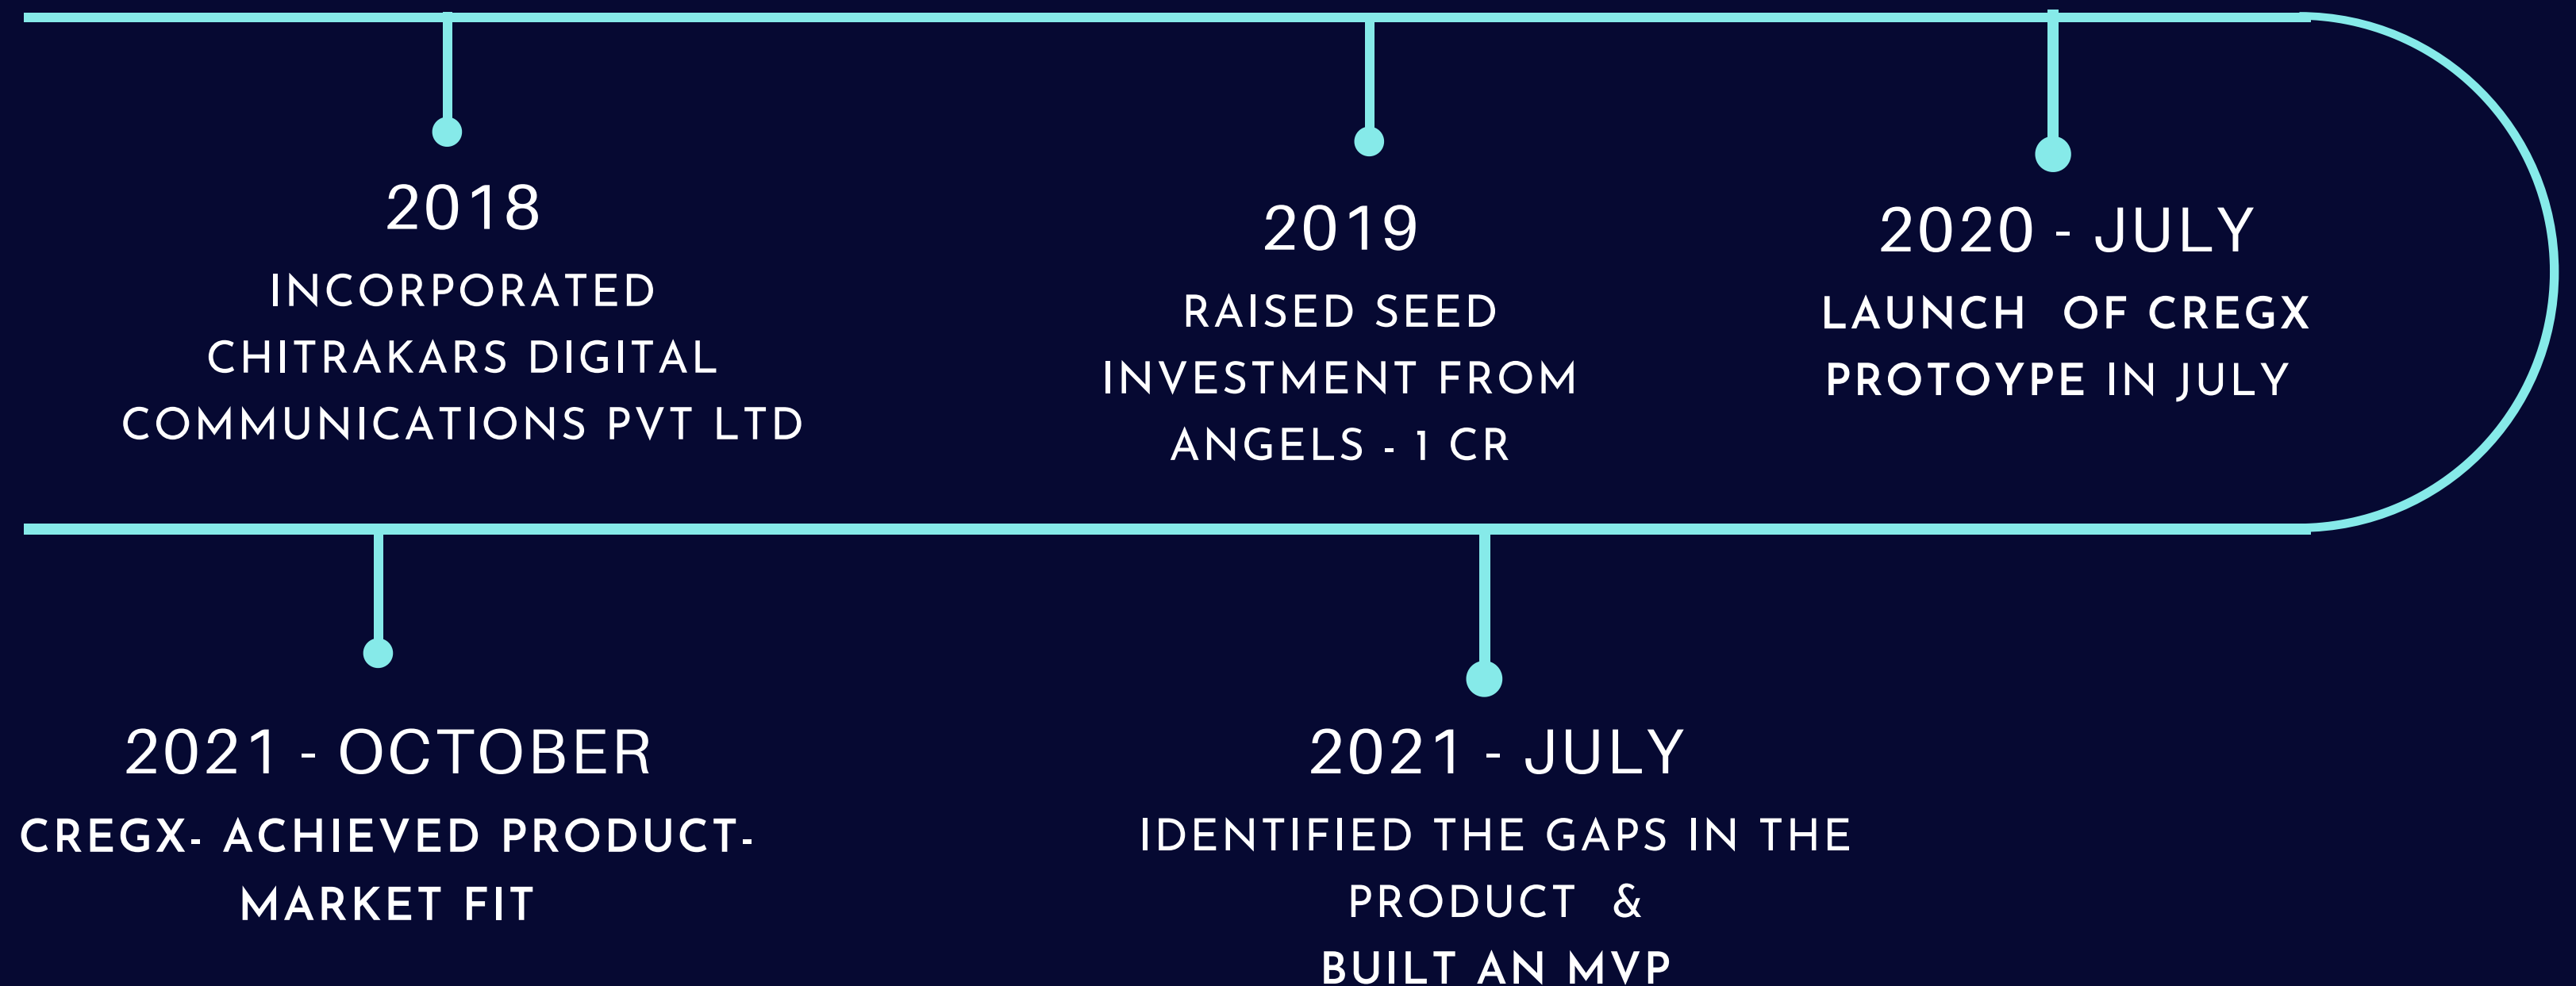 2018
INCORPORATED
CHITRAKARS DIGITAL
COMMUNICATIONS PVT LTD
2019
RAISED SEED
INVESTMENT FROM
ANGELS - 1 CR
2020 - JULY
LAUNCH  OF CREGX
PROTOYPE IN JULY
2021 - OCTOBER
CREGX- ACHIEVED PRODUCT-
MARKET FIT
2021 - JULY
IDENTIFIED THE GAPS IN THE
PRODUCT  &
BUILT AN MVP